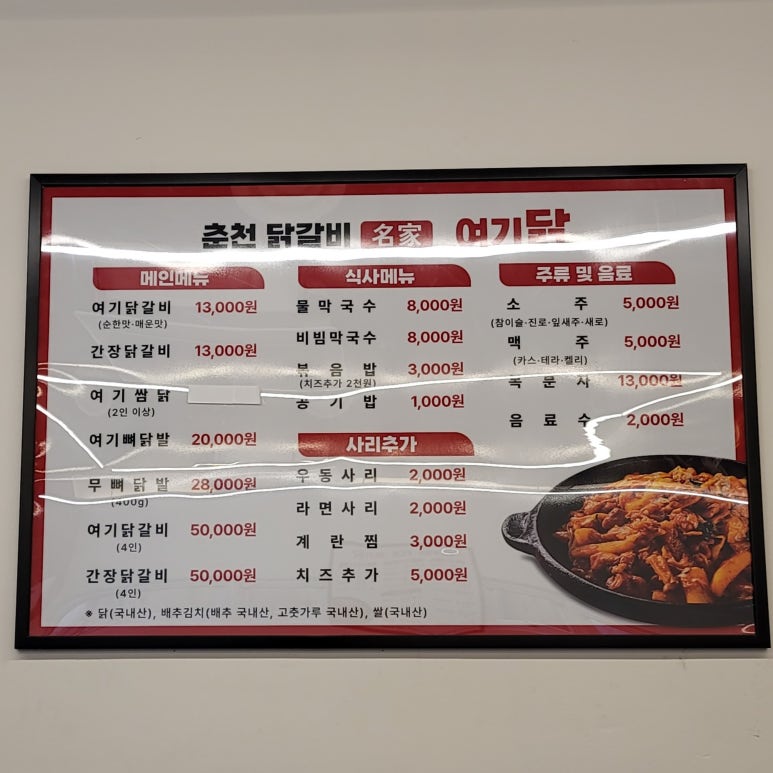 춘천 닭갈비 名家 여기닭
메인메뉴
여기닭갈비 13,000원
(순한맛·매운맛)
간장닭갈비 13,000원
여기쌈닭
(2인 이상)
여기뼈닭발 20,000원
무뼈닭발 28,000원
(400g)
여기닭갈비 50,000원
(4인)
간장닭갈비 50,000원
(4인)
식사메뉴
물막국수 8,000원
비빔막국수 8,000원
볶음밥 3,000원
(치즈추가 2천원)
공기밥 1,000원
사리추가
우동사리 2,000원
라면사리 2,000원
계란찜 3,000원
치즈추가 5,000원
주류 및 음료
소주 5,000원
(참이슬·진로·잎새주·새로)
맥주 5,000원
(카스·테라·켈리)
복분자 13,000원
음료수 2,000원
※ 닭(국내산), 배추김치(배추 국내산, 고춧가루 국내산), 쌀(국내산)